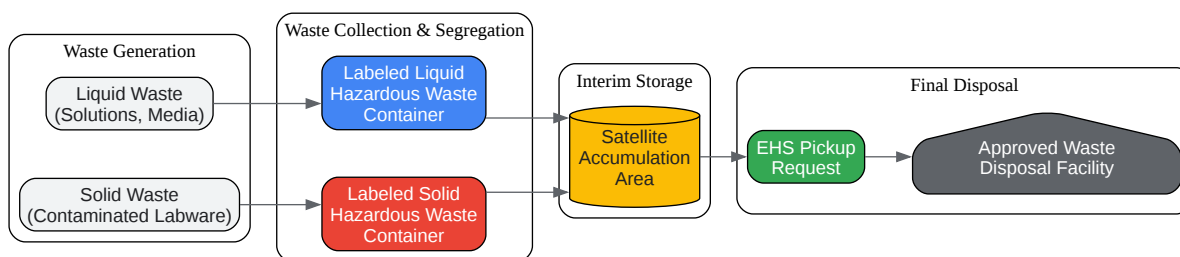 Waste Generation
Liquid Waste
(Solutions, Media)
Solid Waste
(Contaminated Labware)
Waste Collection & Segregation
Labeled Liquid
Hazardous Waste
Container
Labeled Solid
Hazardous Waste
Container
Interim Storage
Satellite
Accumulation
Area
Final Disposal
EHS Pickup
Request
Approved Waste
Disposal Facility